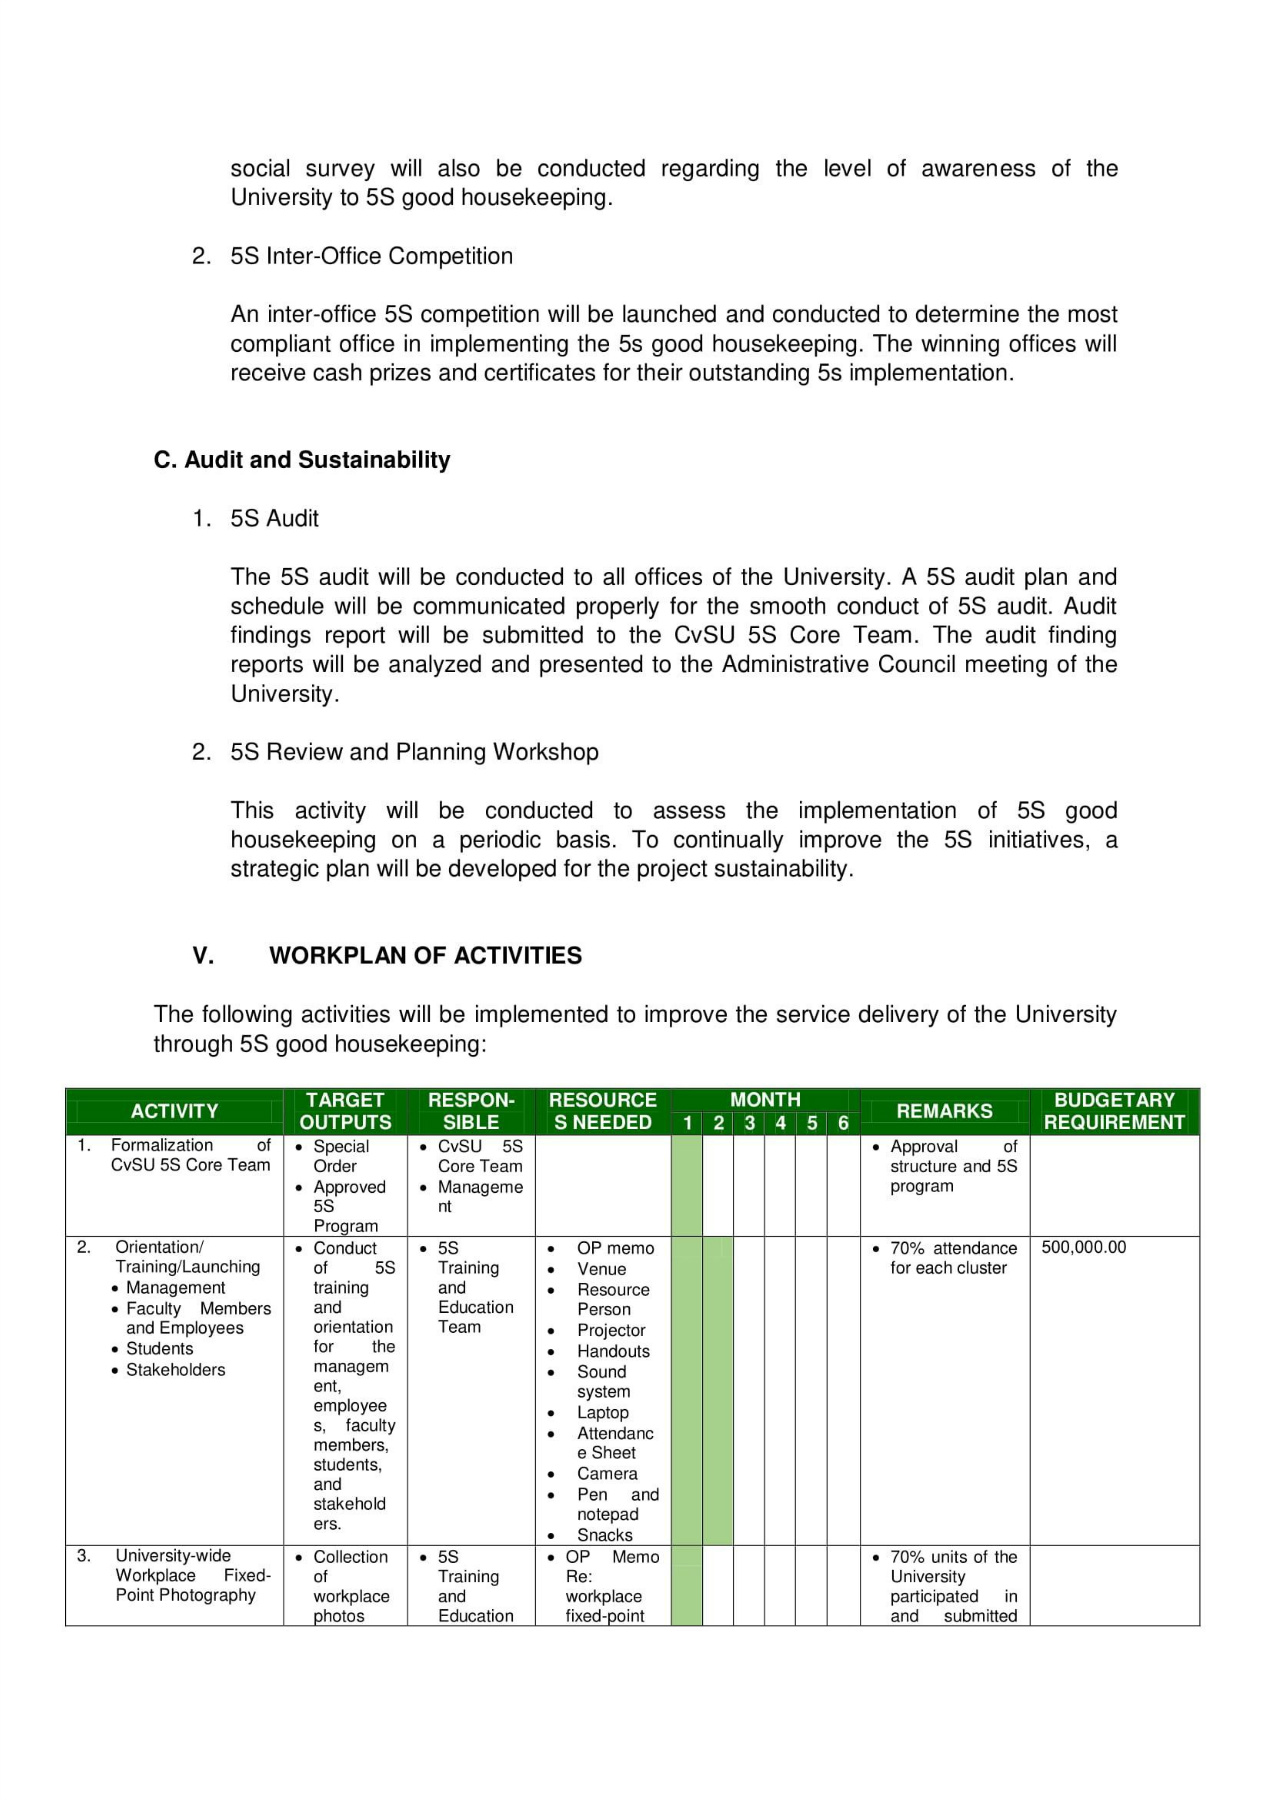 social survey will also be conducted regarding the level of awareness of the
University to 5S good housekeeping.
2. 5S Inter-Office Competition
An inter-office 5S competition will be launched and conducted to determine the most
compliant office in implementing the 5s good housekeeping. The winning offices will
receive cash prizes and certificates for their outstanding 5s implementation.
C. Audit and Sustainability
1. 5S Audit
The 5S audit will be conducted to all offices of the University. A 5S audit plan and
schedule will be communicated properly for the smooth conduct of 5S audit. Audit
findings report will be submitted to the CvSU 5S Core Team. The audit finding
reports will be analyzed and presented to the Administrative Council meeting of the
University.
2. 5S Review and Planning Workshop
This activity will be conducted to assess the implementation of 5S good
housekeeping on a periodic basis. To continually improve the 5S initiatives, a
strategic plan will be developed for the project sustainability.
V. WORKPLAN OF ACTIVITIES
The following activities will be implemented to improve the service delivery of the University
through 5S good housekeeping:
ACTIVITY
TARGET
OUTPUTS
RESPON-
SIBLE
RESOURCE
S NEEDED
MONTH
1 2 3 4 5 6
REMARKS
BUDGETARY
REQUIREMENT
1. Formalization of
CvSU 5S Core Team
• Special
Order
• Approved
5S
Program
• CvSU 5S
Core Team
• Manageme
nt
• Approval of
structure and 5S
program
2. Orientation/
Training/Launching
• Management
• Faculty Members
and Employees
• Students
• Stakeholders
• Conduct
of 5S
training
and
orientation
for the
managem
ent,
employee
s, faculty
members,
students,
and
stakehold
ers.
• 5S
Training
and
Education
Team
• OP memo
• Venue
• Resource
Person
• Projector
• Handouts
• Sound
system
• Laptop
• Attendanc
e Sheet
• Camera
• Pen and
notepad
• Snacks
• 70% attendance
for each cluster
500,000.00
3. University-wide
Workplace Fixed-
Point Photography
• Collection
of
workplace
photos
• 5S
Training
and
Education
• OP Memo
Re:
workplace
fixed-point
• 70% units of the
University
participated in
and submitted